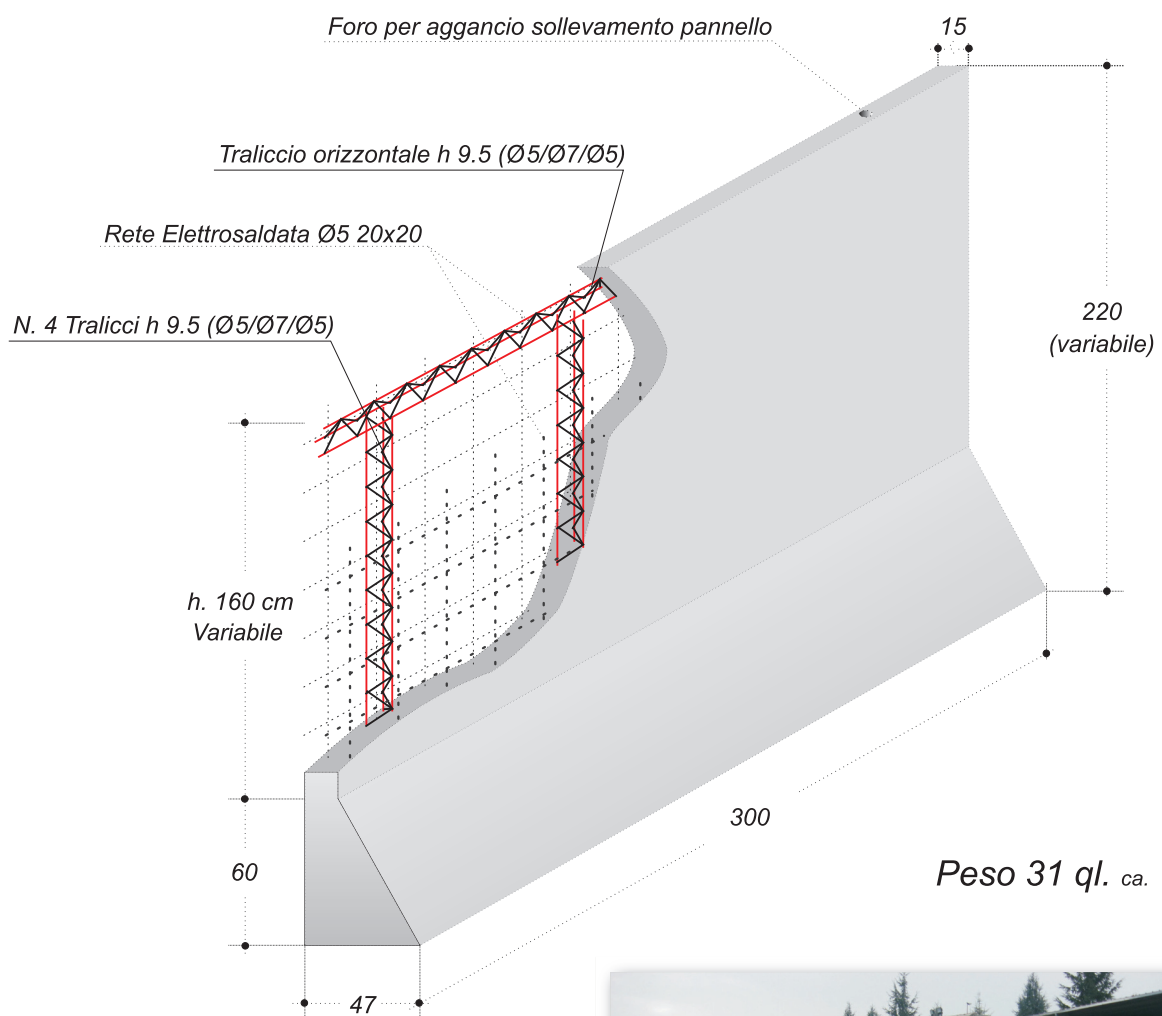 Foro per aggancio sollevamento pannello
15
Traliccio orizzontale h 9.5 (Ø5/Ø7/Ø5)
Rete Elettrosaldata Ø5 20x20
N. 4 Tralicci h 9.5 (Ø5/Ø7/Ø5)
220
(variabile)
h. 160 cm
Variabile
300
60
Peso 31 ql. ca.
47